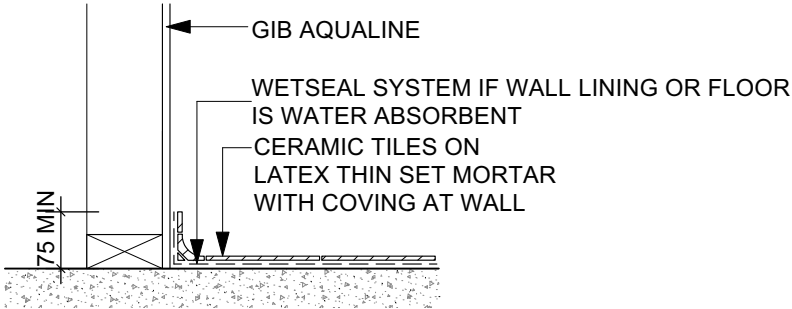 GIB AQUALINE
WETSEAL SYSTEM IF WALL LINING OR FLOOR
IS WATER ABSORBENT
CERAMIC TILES ON
LATEX THIN SET MORTAR
WITH COVING AT WALL
75 MIN